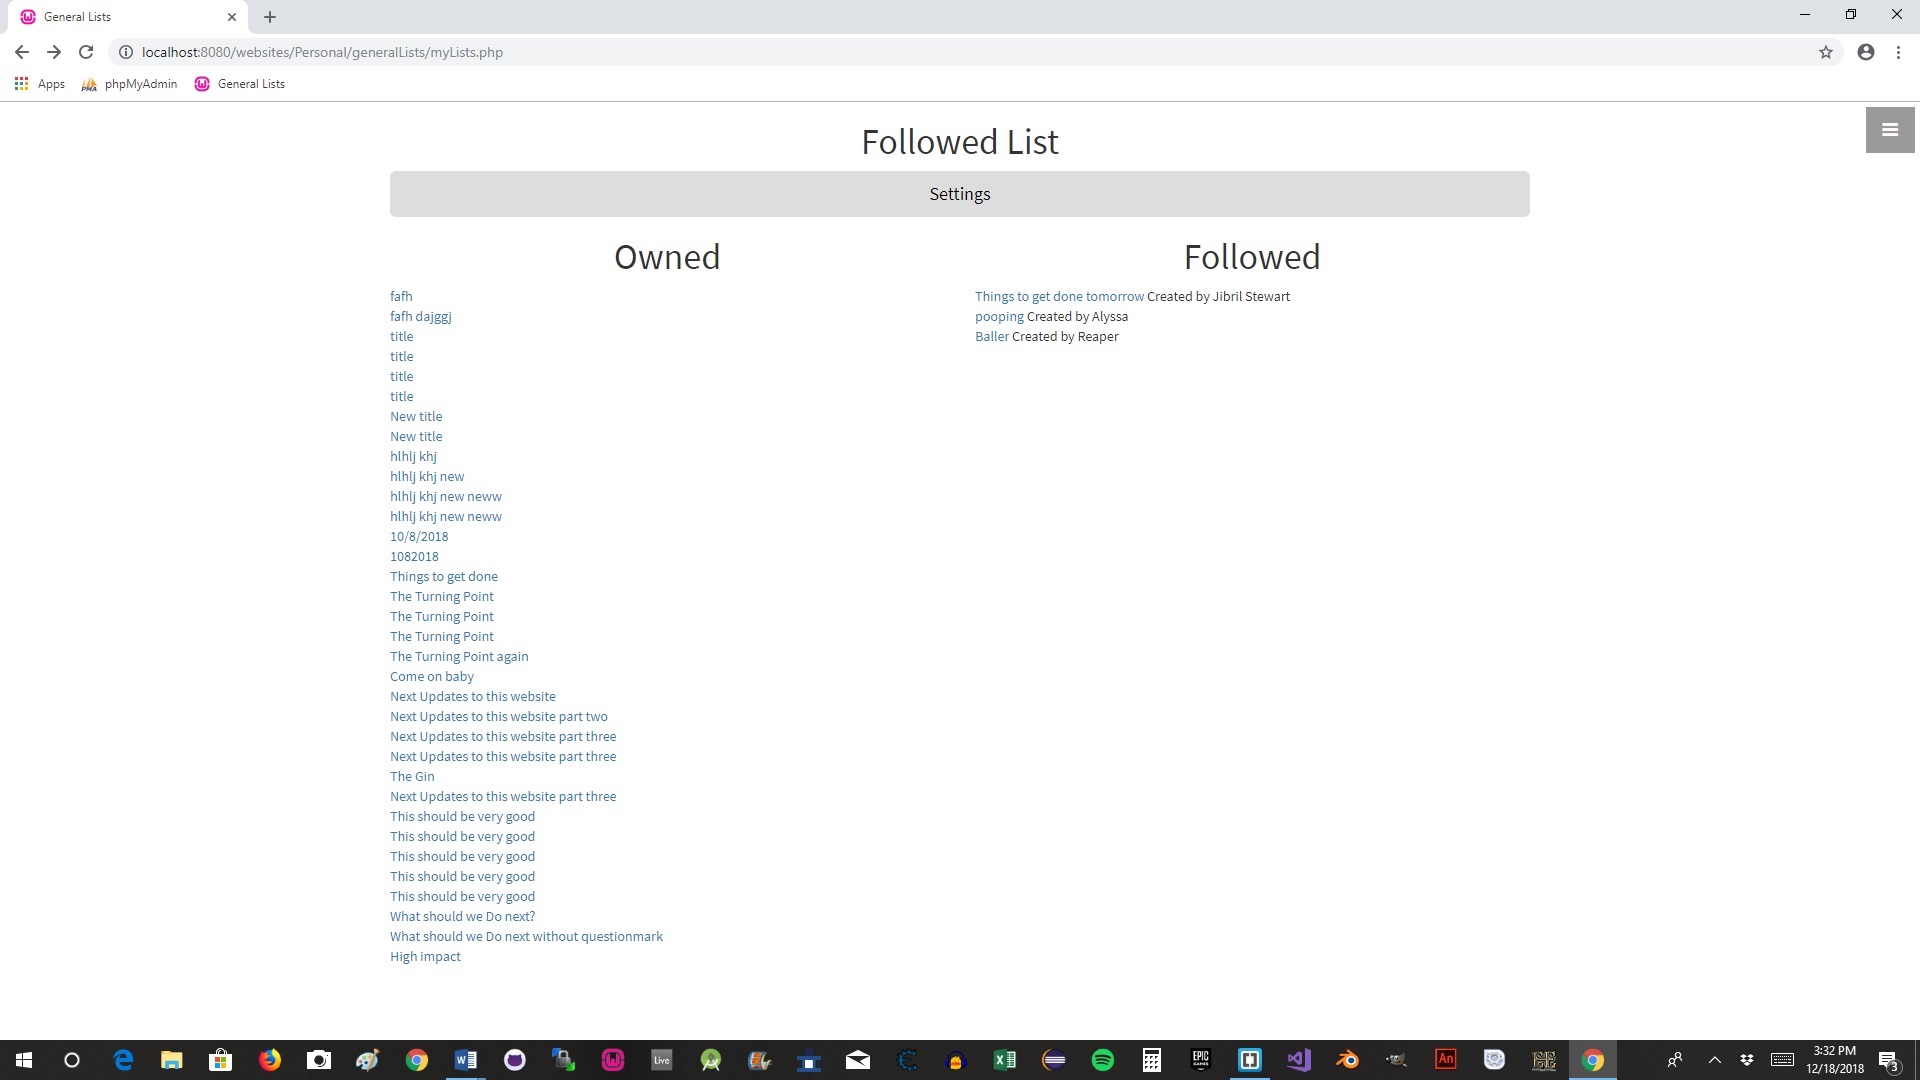 General Lists
localhost:8080/websites/Personal/generalLists/myLists.php
Apps
phpMyAdmin
General Lists
Followed List
Settings
Owned
fafh
fafh dajggj
title
title
title
title
New title
New title
hlhlj khj
hlhlj khj new
hlhlj khj new neww
hlhlj khj new neww
10/8/2018
1082018
Things to get done
The Turning Point
The Turning Point
The Turning Point
The Turning Point again
Come on baby
Next Updates to this website
Next Updates to this website part two
Next Updates to this website part three
Next Updates to this website part three
The Gin
Next Updates to this website part three
This should be very good
This should be very good
This should be very good
This should be very good
This should be very good
What should we Do next?
What should we Do next without questionmark
High impact
Followed
Things to get done tomorrow Created by Jibril Stewart
pooping Created by Alyssa
Baller Created by Reaper
Live
EPIC
GAMES
An
3:32 PM
12/18/2018
3